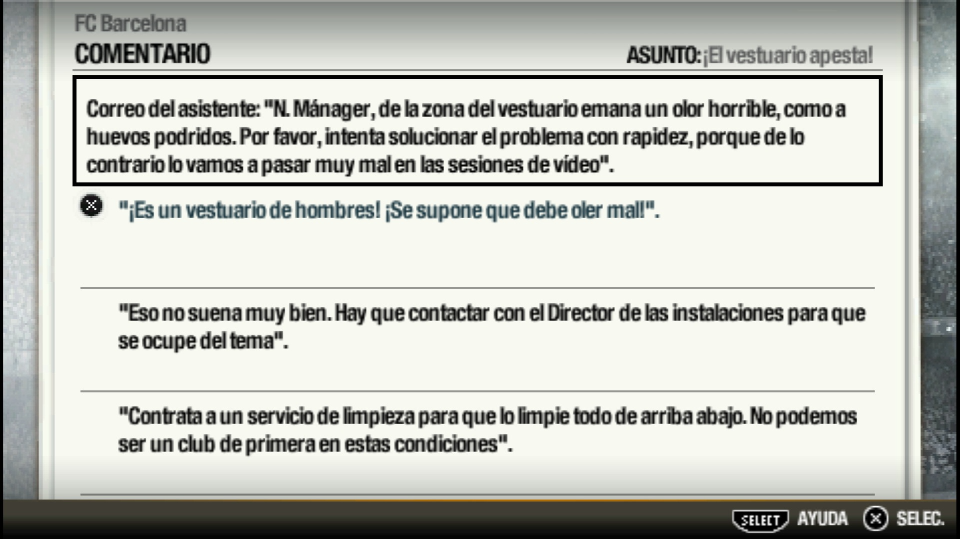 FC Barcelona
COMENTARIO
ASUNTO: ¡El vestuario apesta!
Correo del asistente: "N. Mánager, de la zona del vestuario emana un olor horrible, como a
huevos podridos. Por favor, intenta solucionar el problema con rapidez, porque de lo
contrario lo vamos a pasar muy mal en las sesiones de vídeo".
"¡Es un vestuario de hombres! ¡Se supone que debe oler mal!".
"Eso no suena muy bien. Hay que contactar con el Director de las instalaciones para que
se ocupe del tema".
"Contrata a un servicio de limpieza para que lo limpie todo de arriba abajo. No podemos
ser un club de primera en estas condiciones".
SELECT AYUDA SELEC.